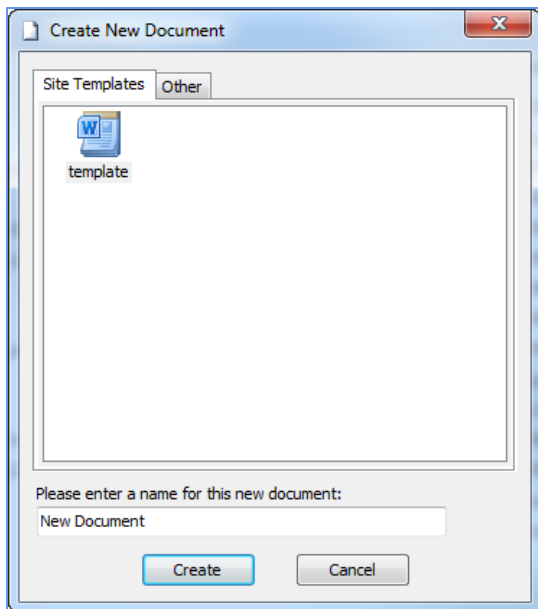 Create New Document
Site Templates Other
W
template
Please enter a name for this new document:
New Document
Create Cancel